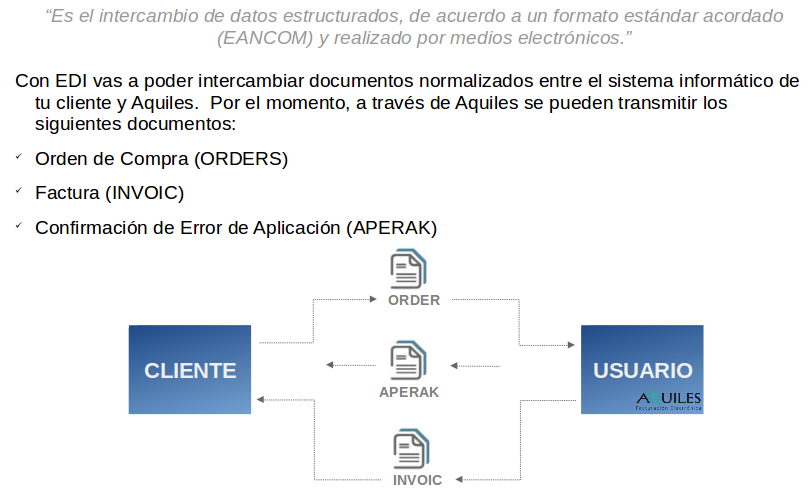 “Es el intercambio de datos estructurados, de acuerdo a un formato estándar acordado
(EANCOM) y realizado por medios electrónicos.”
Con EDI vas a poder intercambiar documentos normalizados entre el sistema informático de
tu cliente y Aquiles. Por el momento, a través de Aquiles se pueden transmitir los
siguientes documentos:
✓ Orden de Compra (ORDERS)
✓ Factura (INVOIC)
✓ Confirmación de Error de Aplicación (APERAK)
ORDER
CLIENTE
USUARIO
APERAK
AQUILES
Facturación Electrónica
INVOIC